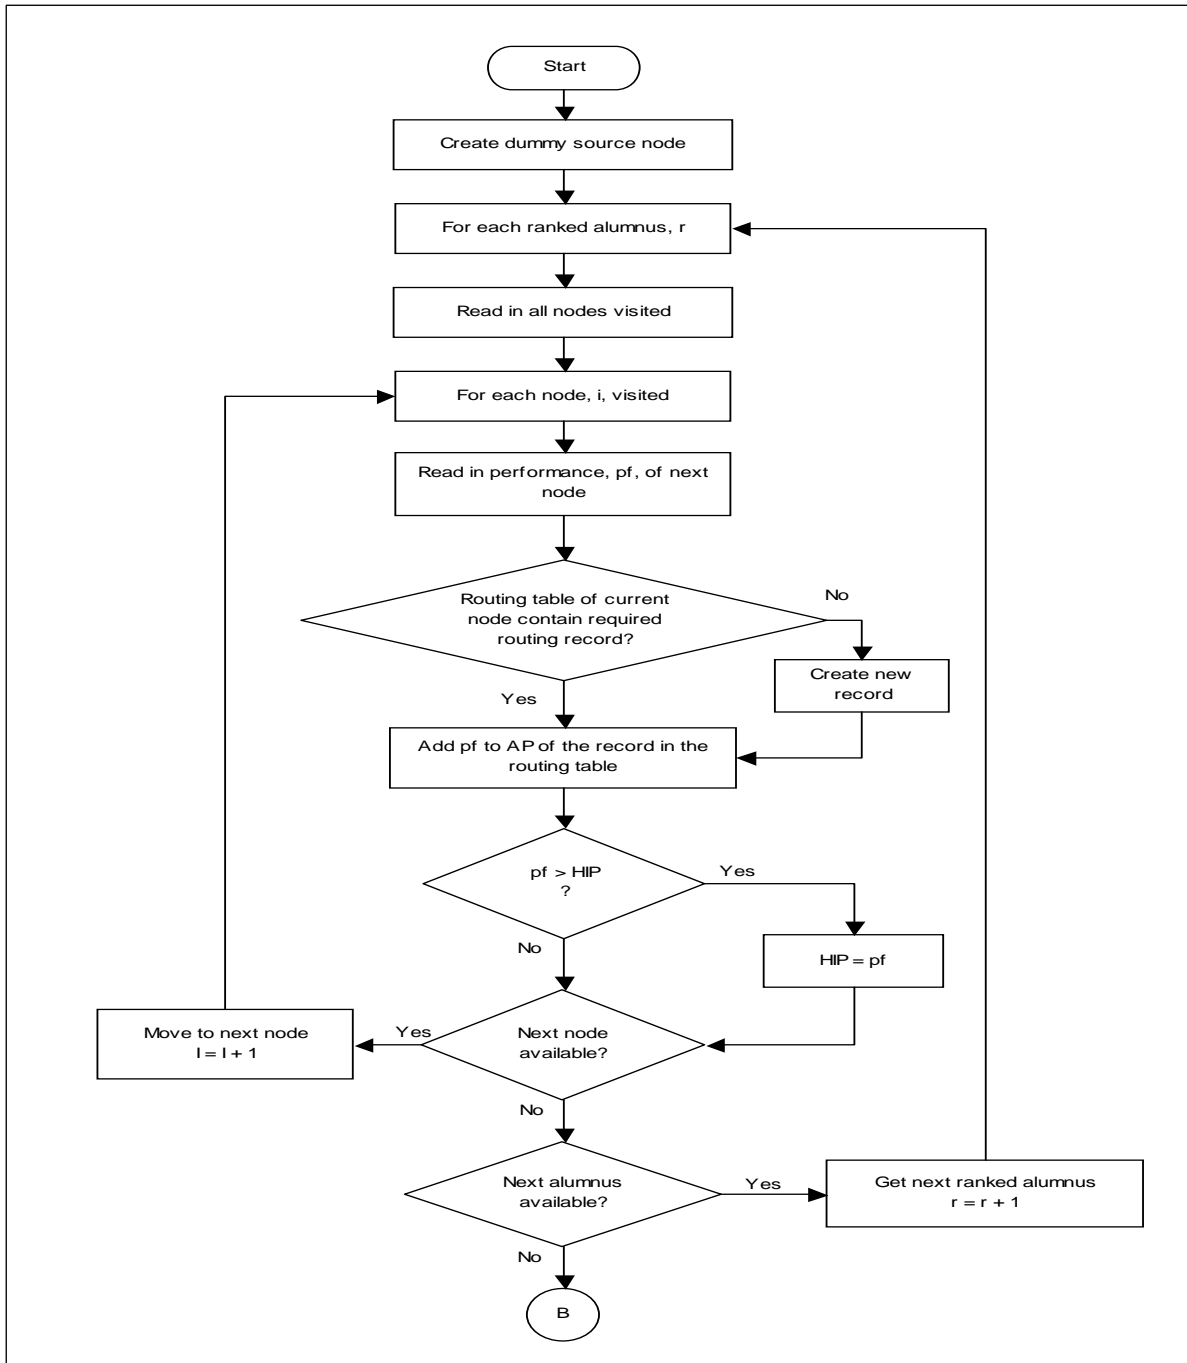 Start
Create dummy source node
For each ranked alumnus, r
Read in all nodes visited
For each node, i, visited
Read in performance, pf, of next
node
Routing table of current
node contain required
routing record?
No
Create new
record
Yes
Add pf to AP of the record in the
routing table
pf > HIP
?
Yes
No
HIP = pf
Next node
available?
Yes
Move to next node
I = I + 1
No
Next alumnus
available?
Yes
Get next ranked alumnus
r = r + 1
No
B